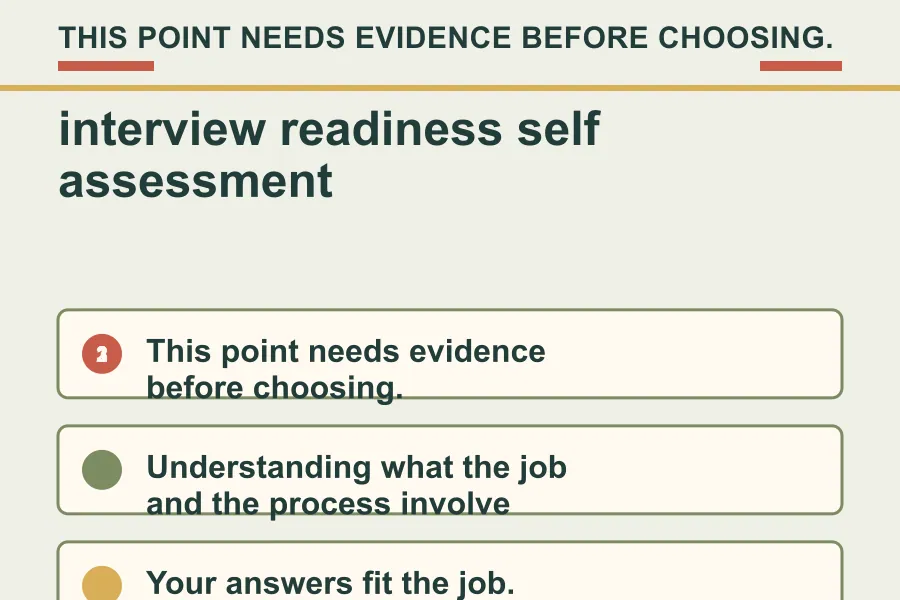 THIS POINT NEEDS EVIDENCE BEFORE CHOOSING.
interview readiness self
assessment
This point needs evidence
before choosing.
Understanding what the job
and the process involve
Your answers fit the job.